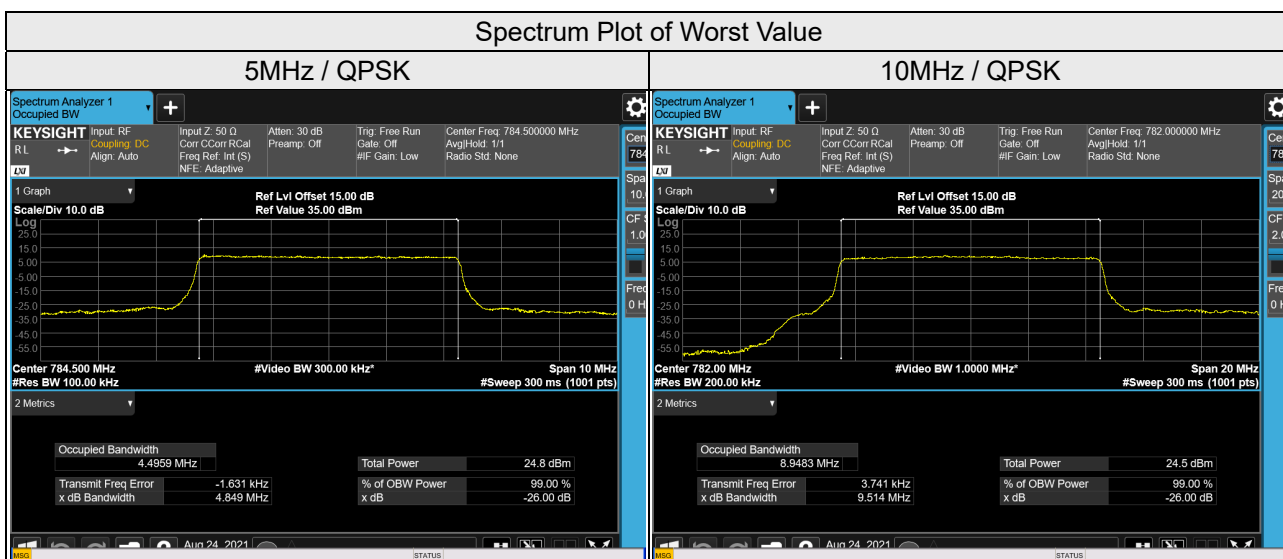 Spectrum Plot of Worst Value
5MHz / QPSK
10MHz / QPSK
Spectrum Analyzer 1
Occupied BW
KEYSIGHT
R L
LXI
Input: RF
Coupling: DC
Align: Auto
Input Z: 50 Ω
Corr CCorr RCal
Freq Ref: Int (S)
NFE: Adaptive
Atten: 30 dB
Preamp: Off
Trig: Free Run
Gate: Off
#IF Gain: Low
Center Freq: 784.500000 MHz
Avg|Hold: 1/1
Radio Std: None
1 Graph
Scale/Div 10.0 dB
Ref Lvl Offset 15.00 dB
Ref Value 35.00 dBm
Log
25.0
15.0
5.00
-5.00
-15.0
-25.0
-35.0
-45.0
-55.0
Center 784.500 MHz
#Video BW 300.00 kHz*
Span 10 MHz
#Res BW 100.00 kHz
#Sweep 300 ms (1001 pts)
2 Metrics
Occupied Bandwidth
4.4959 MHz
Total Power 24.8 dBm
Transmit Freq Error -1.631 kHz
% of OBW Power 99.00 %
x dB Bandwidth 4.849 MHz
x dB -26.00 dB
Aug 24, 2021
MSG
STATUS
Spectrum Analyzer 1
Occupied BW
KEYSIGHT
R L
LXI
Input: RF
Coupling: DC
Align: Auto
Input Z: 50 Ω
Corr CCorr RCal
Freq Ref: Int (S)
NFE: Adaptive
Atten: 30 dB
Preamp: Off
Trig: Free Run
Gate: Off
#IF Gain: Low
Center Freq: 782.000000 MHz
Avg|Hold: 1/1
Radio Std: None
1 Graph
Scale/Div 10.0 dB
Ref Lvl Offset 15.00 dB
Ref Value 35.00 dBm
Log
25.0
15.0
5.00
-5.00
-15.0
-25.0
-35.0
-45.0
-55.0
Center 782.00 MHz
#Video BW 1.0000 MHz*
Span 20 MHz
#Res BW 200.00 kHz
#Sweep 300 ms (1001 pts)
2 Metrics
Occupied Bandwidth
8.9483 MHz
Total Power 24.5 dBm
Transmit Freq Error 3.741 kHz
% of OBW Power 99.00 %
x dB Bandwidth 9.514 MHz
x dB -26.00 dB
Aug 24, 2021
MSG
STATUS